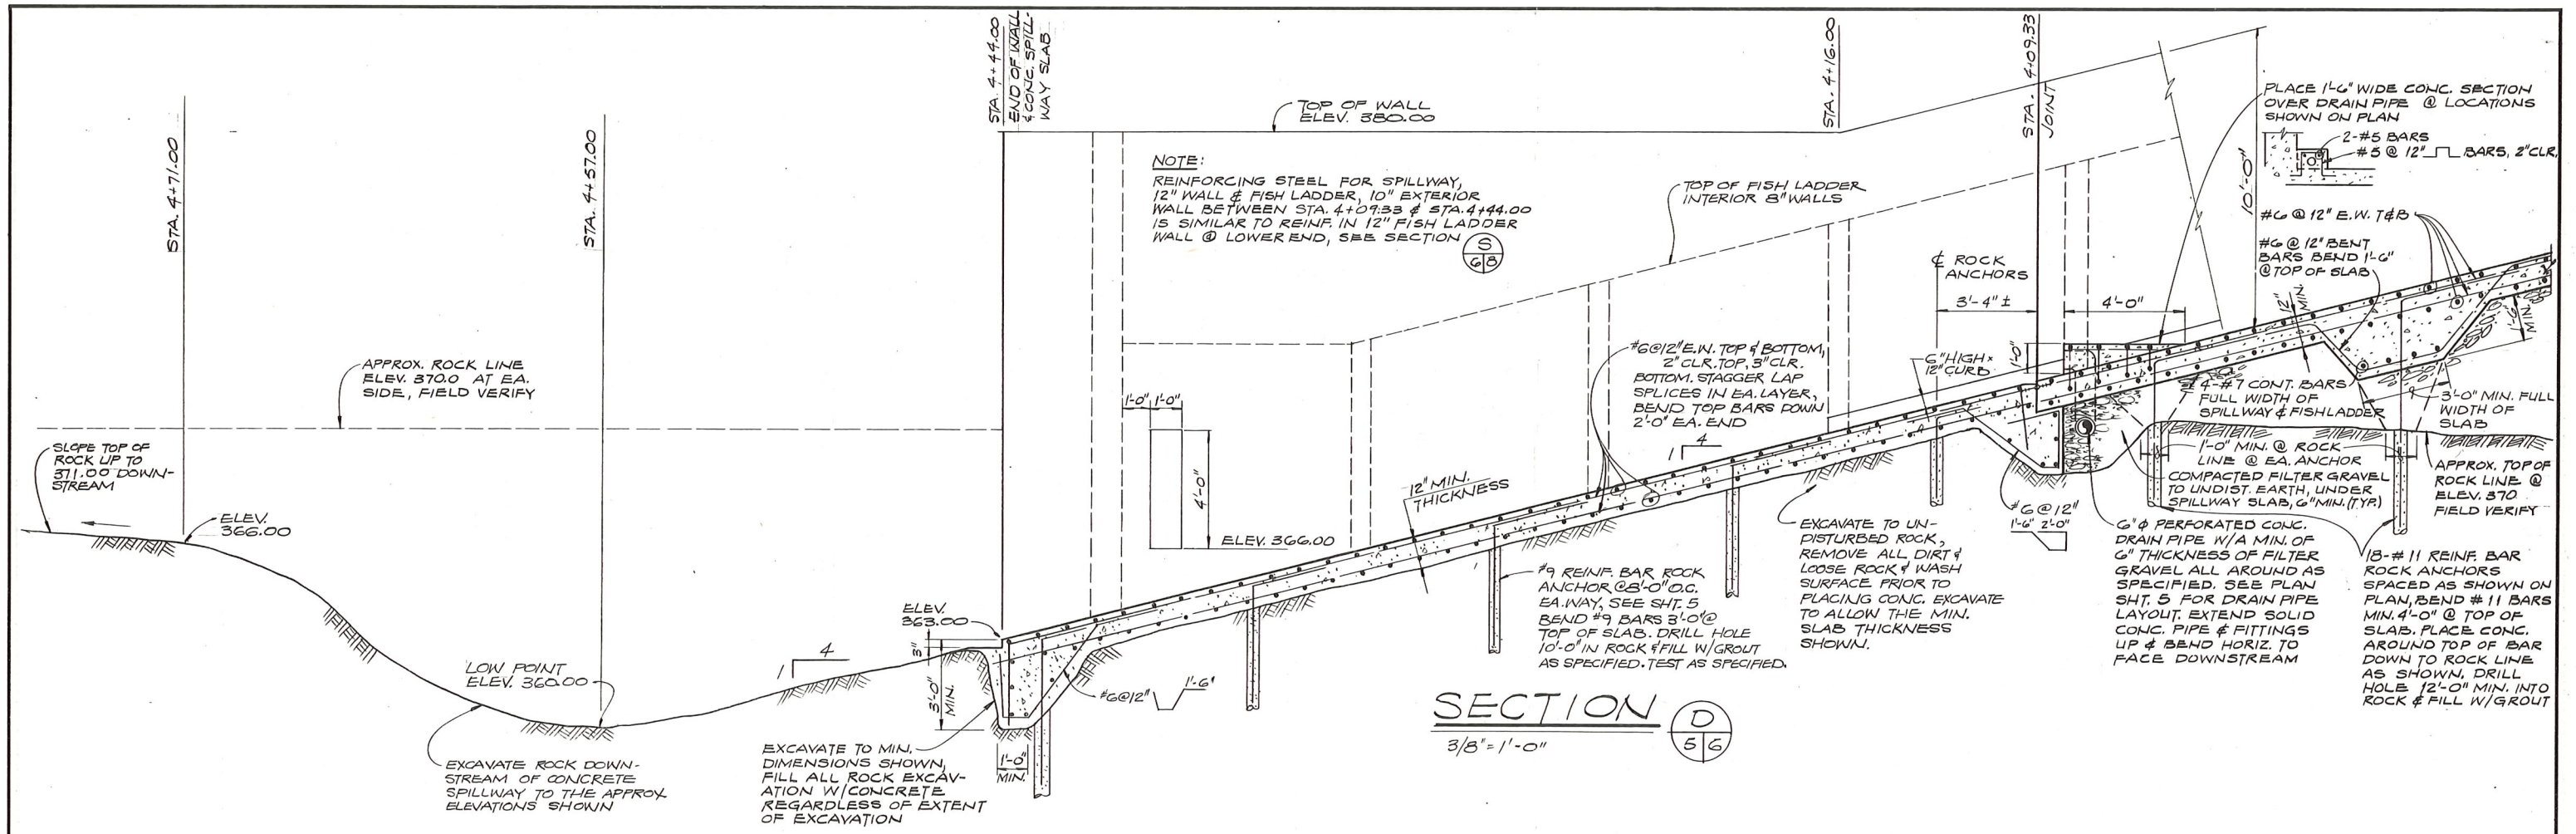 STA. 4+71.00
STA. 4+57.00
STA. 4+44.00
END OF WALL
& CONC. SPILL-
WAY SLAB
TOP OF WALL
ELEV. 380.00
STA. 4+16.00
STA. 4+09.33
JOINT
NOTE:
REINFORCING STEEL FOR SPILLWAY,
12" WALL & FISH LADDER, 10" EXTERIOR
WALL BETWEEN STA. 4+09.33 & STA. 4+44.00
IS SIMILAR TO REINF. IN 12" FISH LADDER
WALL @ LOWER END, SEE SECTION
S
6 8
TOP OF FISH LADDER
INTERIOR 8" WALLS
10'-0"
PLACE 1'-6" WIDE CONC. SECTION
OVER DRAIN PIPE @ LOCATIONS
SHOWN ON PLAN
2-#5 BARS
#5 @ 12" BARS, 2" CLR.
#6 @ 12" E.W. T&B
#6 @ 12" BENT
BARS BEND 1'-6"
@ TOP OF SLAB
℄ ROCK
ANCHORS
3'-4" ±
4'-0"
12"
MIN.
MIN.
1'-0"
6" HIGH ×
12" CURB
4-#7 CONT. BARS
FULL WIDTH OF
SPILLWAY & FISHLADDER
3'-0" MIN. FULL
WIDTH OF
SLAB
1'-0" MIN. @ ROCK
LINE @ EA. ANCHOR
COMPACTED FILTER GRAVEL
TO UNDIST. EARTH, UNDER
SPILLWAY SLAB, 6" MIN. (TYP.)
APPROX. TOP OF
ROCK LINE @
ELEV. 370
FIELD VERIFY
APPROX. ROCK LINE
ELEV. 370.0 AT EA.
SIDE, FIELD VERIFY
SLOPE TOP OF
ROCK UP TO
371.00 DOWN-
STREAM
ELEV.
366.00
1'-0" 1'-0"
4'-0"
ELEV. 366.00
12" MIN.
THICKNESS
#6@12" E.W. TOP & BOTTOM,
2" CLR. TOP, 3" CLR.
BOTTOM. STAGGER LAP
SPLICES IN EA. LAYER,
BEND TOP BARS DOWN
2'-0" EA. END
4
1
EXCAVATE TO UN-
DISTURBED ROCK,
REMOVE ALL DIRT &
LOOSE ROCK & WASH
SURFACE PRIOR TO
PLACING CONC. EXCAVATE
TO ALLOW THE MIN.
SLAB THICKNESS
SHOWN.
#6 @ 12"
1'-6" 2'-0"
6" ϕ PERFORATED CONC.
DRAIN PIPE W/A MIN. OF
6" THICKNESS OF FILTER
GRAVEL ALL AROUND AS
SPECIFIED. SEE PLAN
SHT. 5 FOR DRAIN PIPE
LAYOUT. EXTEND SOLID
CONC. PIPE & FITTINGS
UP & BEND HORIZ. TO
FACE DOWNSTREAM
18-#11 REINF. BAR
ROCK ANCHORS
SPACED AS SHOWN ON
PLAN, BEND #11 BARS
MIN. 4'-0" @ TOP OF
SLAB. PLACE CONC.
AROUND TOP OF BAR
DOWN TO ROCK LINE
AS SHOWN. DRILL
HOLE 12'-0" MIN. INTO
ROCK & FILL W/GROUT
#9 REINF. BAR ROCK
ANCHOR @8'-0" O.C.
EA. WAY, SEE SHT. 5
BEND #9 BARS 3'-0" @
TOP OF SLAB. DRILL HOLE
10'-0" IN ROCK & FILL W/GROUT
AS SPECIFIED. TEST AS SPECIFIED.
ELEV.
363.00
3"
3'-0"
MIN.
1'-0"
MIN.
#6@12"
1'-6"
4
1
LOW POINT
ELEV. 360.00
EXCAVATE ROCK DOWN-
STREAM OF CONCRETE
SPILLWAY TO THE APPROX.
ELEVATIONS SHOWN
EXCAVATE TO MIN.
DIMENSIONS SHOWN,
FILL ALL ROCK EXCAV-
ATION W/CONCRETE
REGARDLESS OF EXTENT
OF EXCAVATION
SECTION
D
5 6
3/8" = 1'-0"